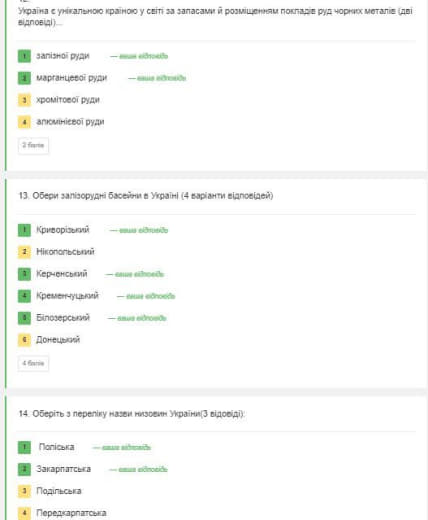 Україна є унікальною країною у світі за запасами й розміщенням покладів руд чорних металів (дві
відповіді)...
1 залізної руди — ваша відповідь
2 марганцевої руди — ваша відповідь
3 хромітової руди
4 алюмінієвої руди
2 балів
13. Обери залізорудні басейни в Україні (4 варіанти відповідей)
1 Криворізький — ваша відповідь
2 Нікопольський
3 Керченський — ваша відповідь
4 Кременчуцький — ваша відповідь
5 Білозерський — ваша відповідь
6 Донецький
4 балів
14. Оберіть з переліку назви низовин України(3 відовіді):
1 Поліська — ваша відповідь
2 Закарпатська — ваша відповідь
3 Подільська
4 Передкарпатська